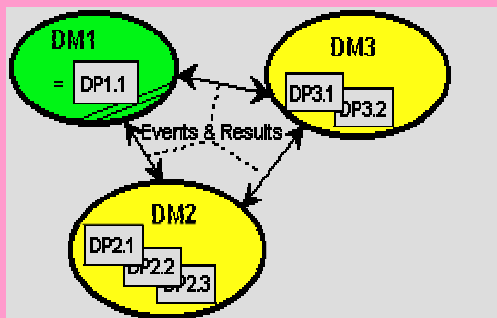 DM1
= DP1.1
DM3
DP3.1
DP3.2
Events & Results
DM2
DP2.1
DP2.2
DP2.3